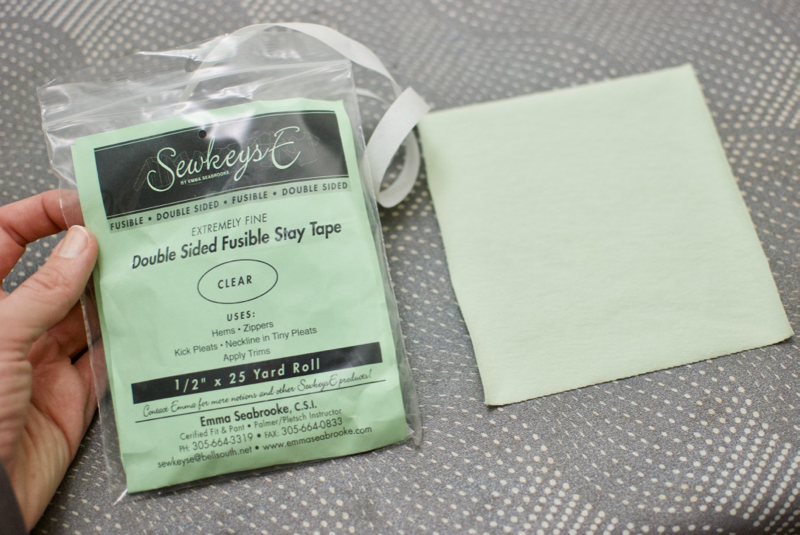 SewkeysE
BY EMMA SEABROOKE
FUSIBLE • DOUBLE SIDED • FUSIBLE • DOUBLE SIDED
EXTREMELY FINE
Double Sided Fusible Stay Tape
CLEAR
USES:
Hems • Zippers
Kick Pleats • Neckline in Tiny Pleats
Apply Trims
1/2" x 25 Yard Roll
Contact Emma for more notions and other SewkeysE products!
Emma Seabrooke, C.S.I.
Cerified Fit & Pant • Palmer/Pletsch Instructor
PH: 305-664-3319 • FAX: 305-664-0833
sewkeyse@bellsouth.net • www.emmaseabrooke.com